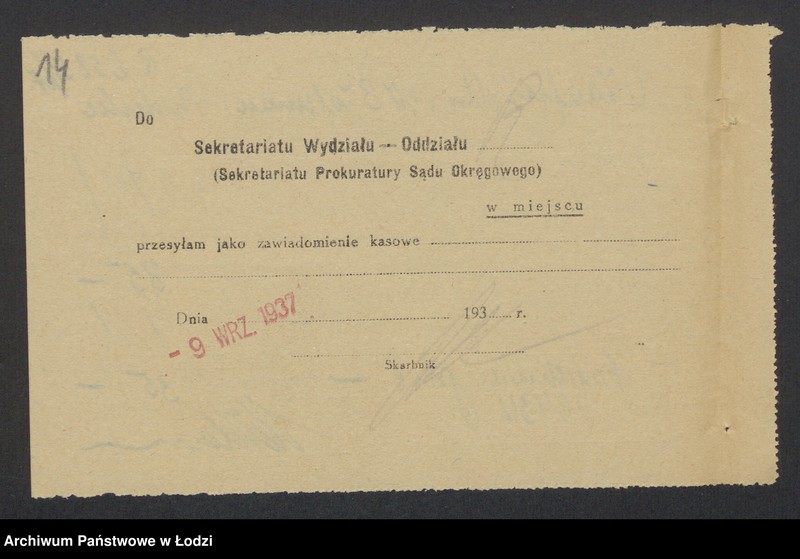 14
Do
Sekretariatu Wydziału — Oddziału
(Sekretariatu Prokuratury Sądu Okręgowego)
w miejscu
przesyłam jako zawiadomienie kasowe
Dnia 193 r.
- 9 WRZ. 1937
Skarbnik
Archiwum Państwowe w Łodzi